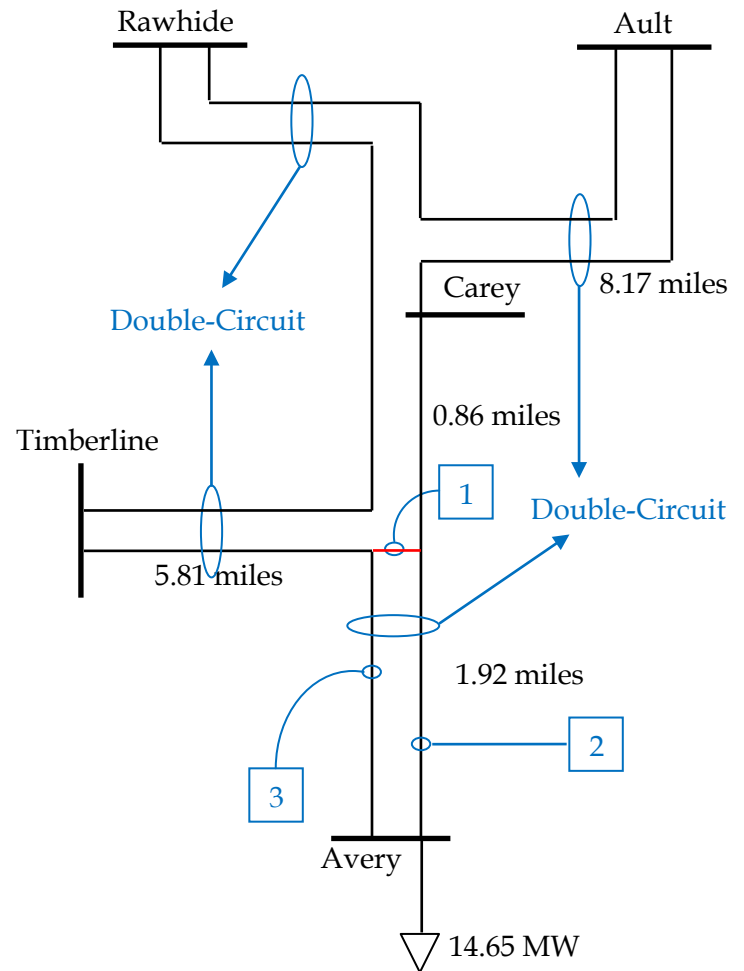 Rawhide
Ault
Carey
8.17 miles
Double-Circuit
0.86 miles
Timberline
1
Double-Circuit
5.81 miles
1.92 miles
2
3
Avery
14.65 MW